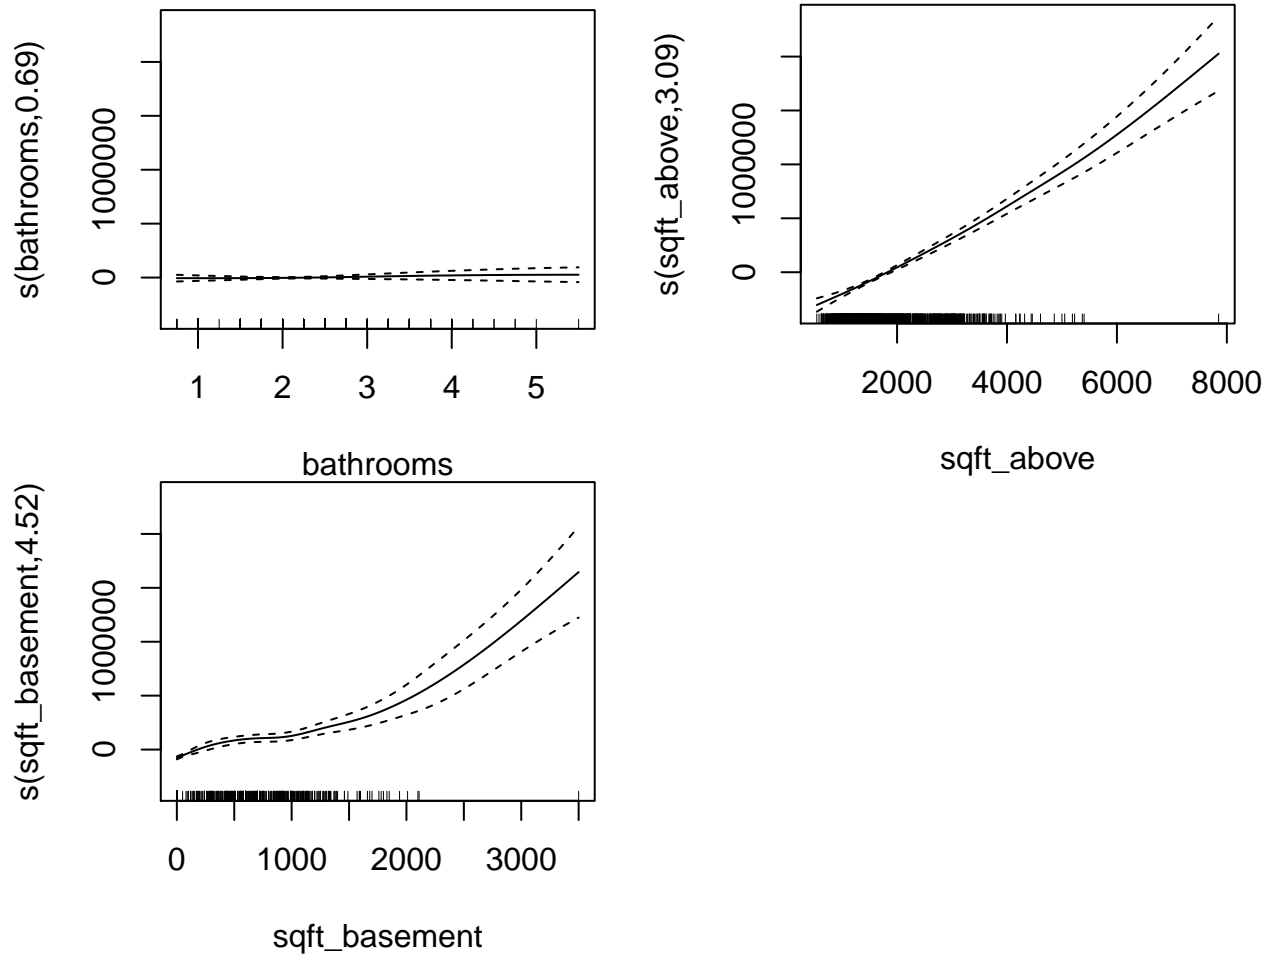 s(bathrooms,0.69)
0
1000000
1 2 3 4 5
bathrooms
s(sqft_above,3.09)
0
1000000
2000 4000 6000 8000
sqft_above
s(sqft_basement,4.52)
0
1000000
0 1000 2000 3000
sqft_basement